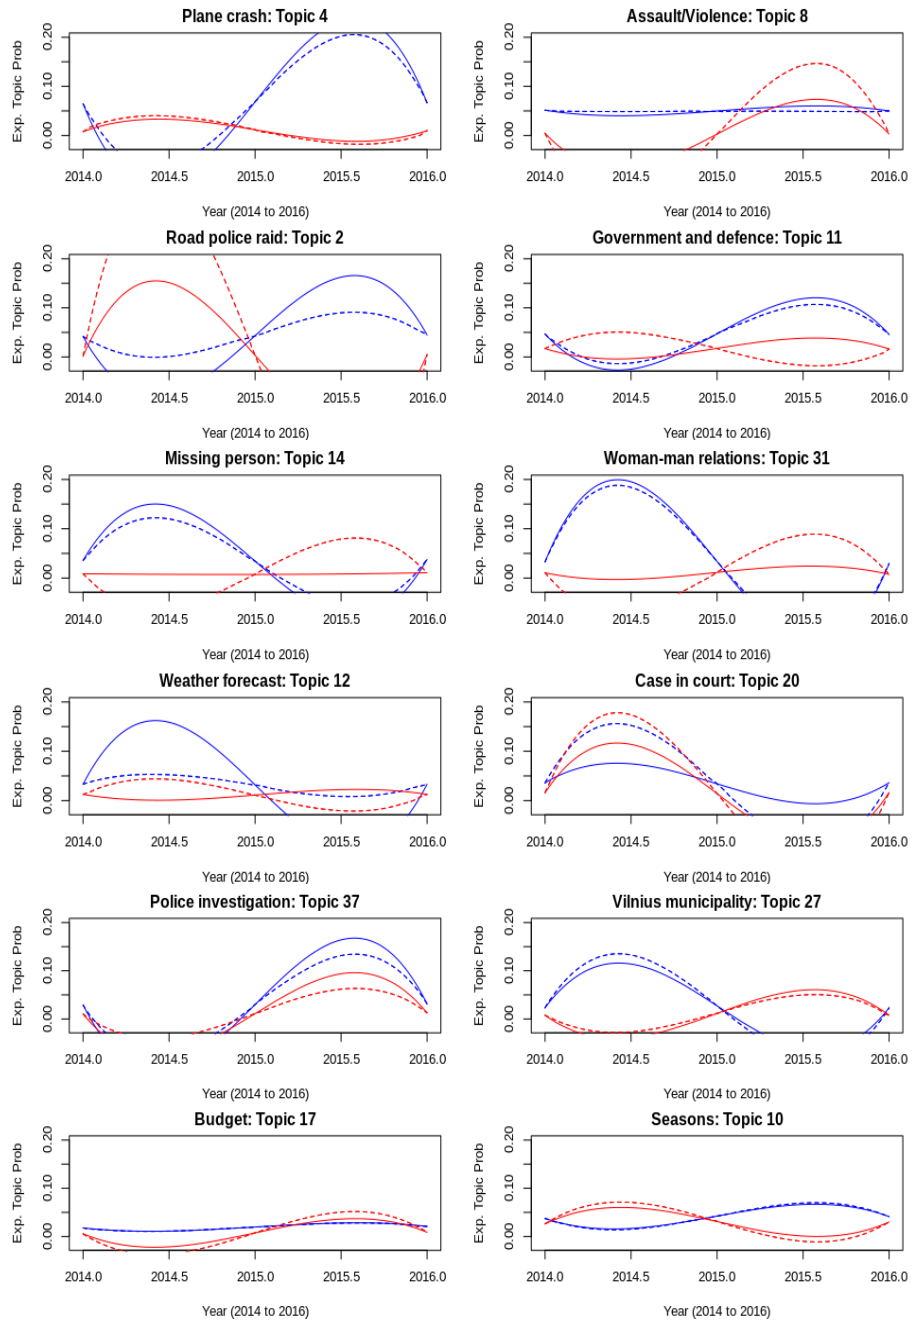 Plane crash: Topic 4
Exp. Topic Prob
0.00 0.10 0.20
2014.0 2014.5 2015.0 2015.5 2016.0
Year (2014 to 2016)
Assault/Violence: Topic 8
Exp. Topic Prob
0.00 0.10 0.20
2014.0 2014.5 2015.0 2015.5 2016.0
Year (2014 to 2016)
Road police raid: Topic 2
Exp. Topic Prob
0.00 0.10 0.20
2014.0 2014.5 2015.0 2015.5 2016.0
Year (2014 to 2016)
Government and defence: Topic 11
Exp. Topic Prob
0.00 0.10 0.20
2014.0 2014.5 2015.0 2015.5 2016.0
Year (2014 to 2016)
Missing person: Topic 14
Exp. Topic Prob
0.00 0.10 0.20
2014.0 2014.5 2015.0 2015.5 2016.0
Year (2014 to 2016)
Woman-man relations: Topic 31
Exp. Topic Prob
0.00 0.10 0.20
2014.0 2014.5 2015.0 2015.5 2016.0
Year (2014 to 2016)
Weather forecast: Topic 12
Exp. Topic Prob
0.00 0.10 0.20
2014.0 2014.5 2015.0 2015.5 2016.0
Year (2014 to 2016)
Case in court: Topic 20
Exp. Topic Prob
0.00 0.10 0.20
2014.0 2014.5 2015.0 2015.5 2016.0
Year (2014 to 2016)
Police investigation: Topic 37
Exp. Topic Prob
0.00 0.10 0.20
2014.0 2014.5 2015.0 2015.5 2016.0
Year (2014 to 2016)
Vilnius municipality: Topic 27
Exp. Topic Prob
0.00 0.10 0.20
2014.0 2014.5 2015.0 2015.5 2016.0
Year (2014 to 2016)
Budget: Topic 17
Exp. Topic Prob
0.00 0.10 0.20
2014.0 2014.5 2015.0 2015.5 2016.0
Year (2014 to 2016)
Seasons: Topic 10
Exp. Topic Prob
0.00 0.10 0.20
2014.0 2014.5 2015.0 2015.5 2016.0
Year (2014 to 2016)